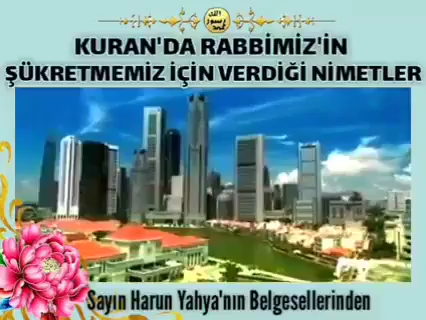 KURAN'DA RABBİMİZ'İN
ŞÜKRETMEMİZ İÇİN VERDİĞİ NİMETLER
Sayın Harun Yahya'nın Belgesellerinden